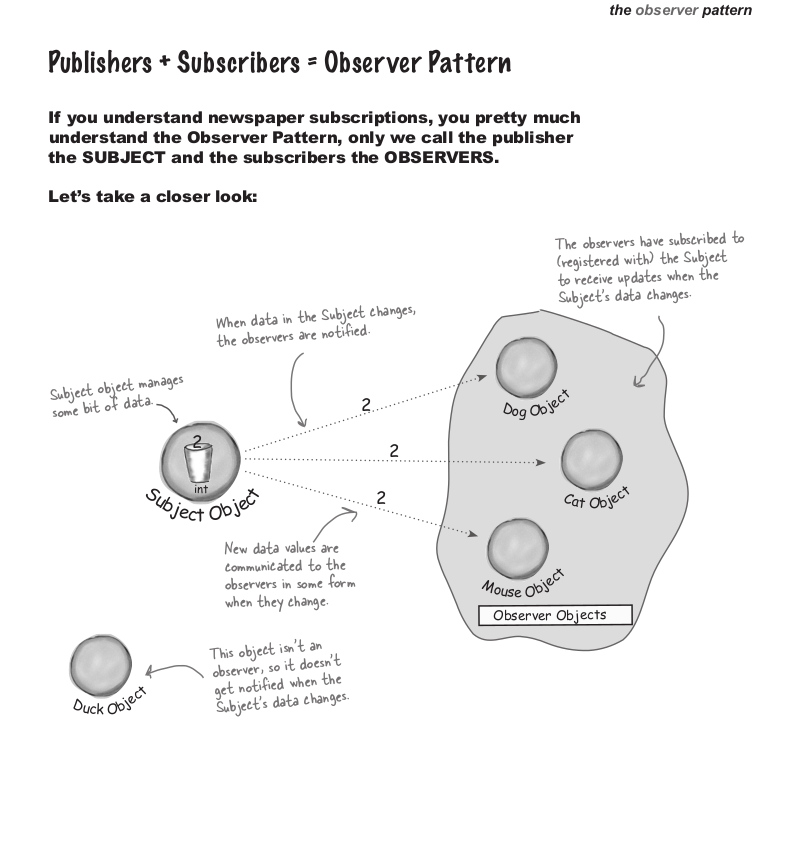 the observer pattern
Publishers + Subscribers = Observer Pattern
If you understand newspaper subscriptions, you pretty much
understand the Observer Pattern, only we call the publisher
the SUBJECT and the subscribers the OBSERVERS.
Let's take a closer look:
The observers have subscribed to
(registered with) the Subject
to receive updates when the
Subject's data changes.
When data in the Subject changes,
the observers are notified.
Subject object manages
some bit of data.
2
int
Subject Object
2
2
2
Dog Object
Cat Object
Mouse Object
Observer Objects
New data values are
communicated to the
observers in some form
when they change.
This object isn't an
observer, so it doesn't
get notified when the
Subject's data changes.
Duck Object